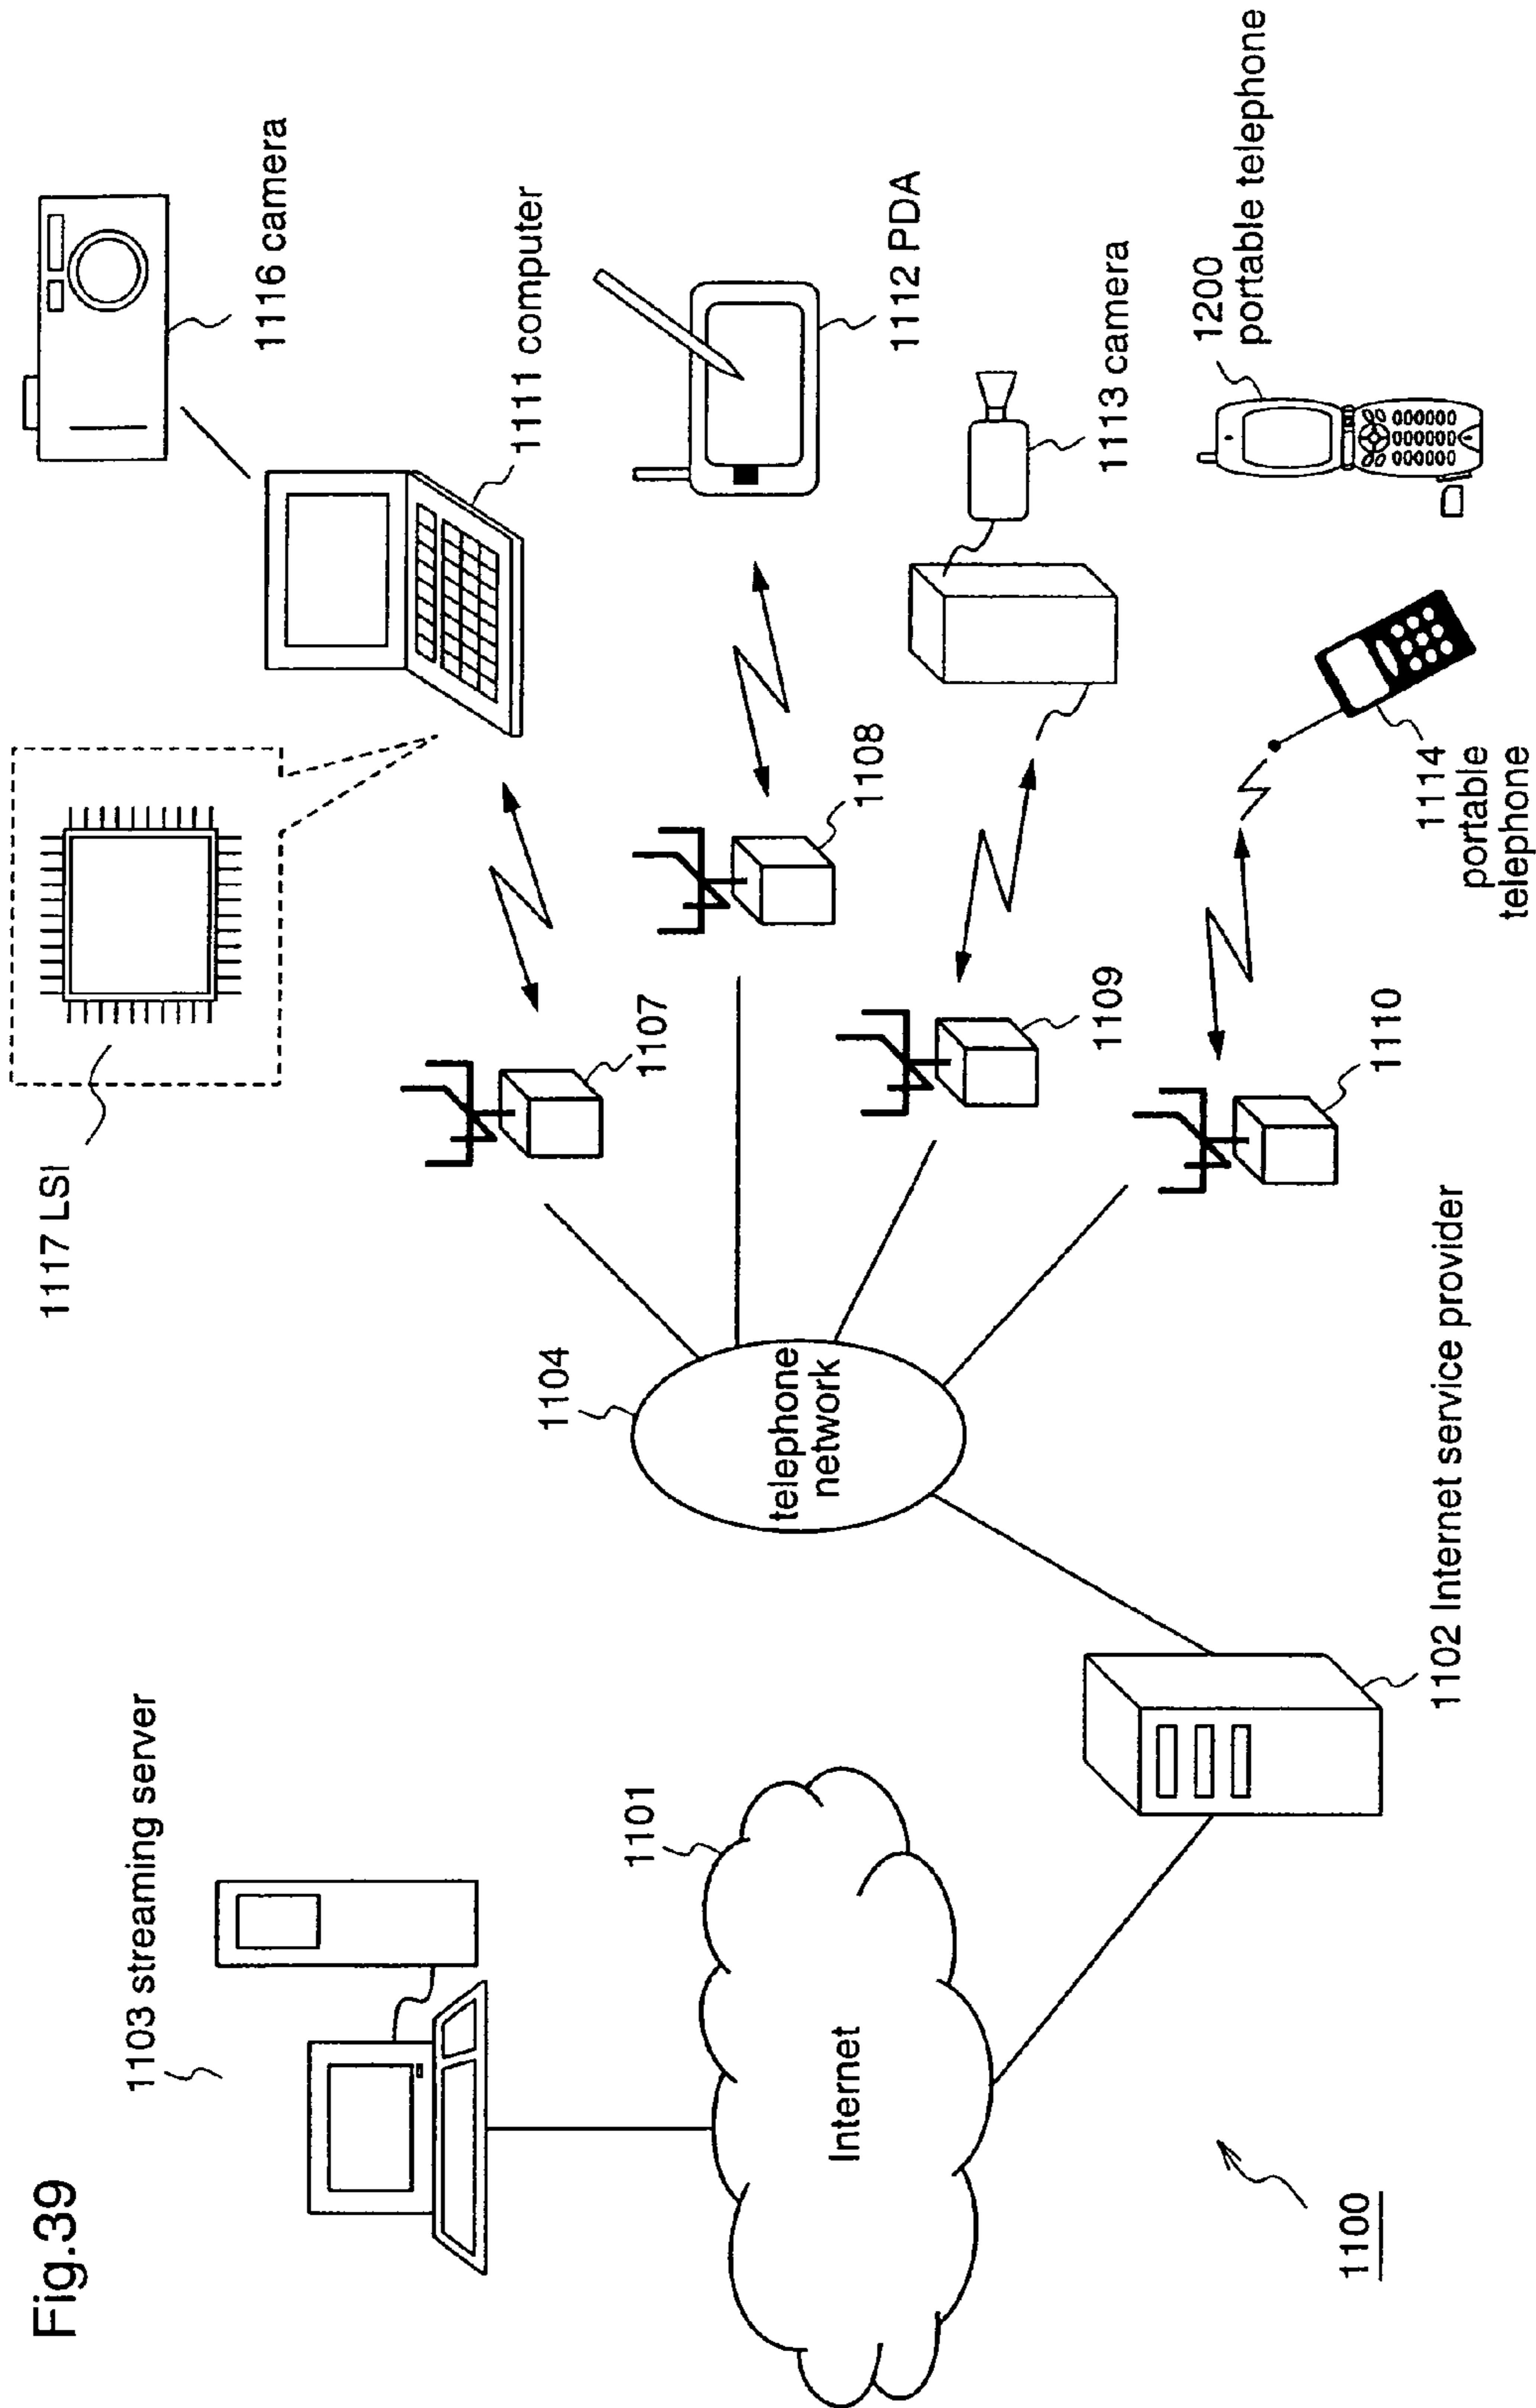 Fig.39
1103 streaming server
1101
Internet
1100
1102 Internet service provider
1104
telephone
network
1117 LSI
1107
1108
1109
1110
1116 camera
1111 computer
1112 PDA
1113 camera
1114
portable
telephone
1200
portable telephone